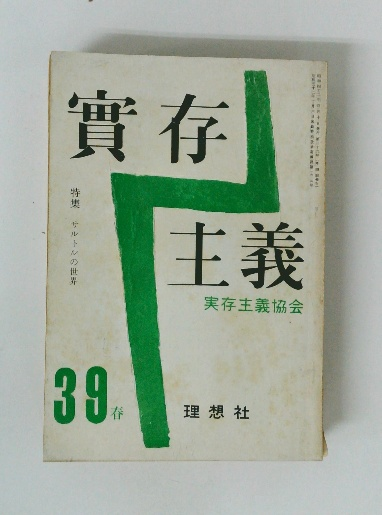 實存
主義
実存主義協会
特集 サルトルの世界
39春
理想社